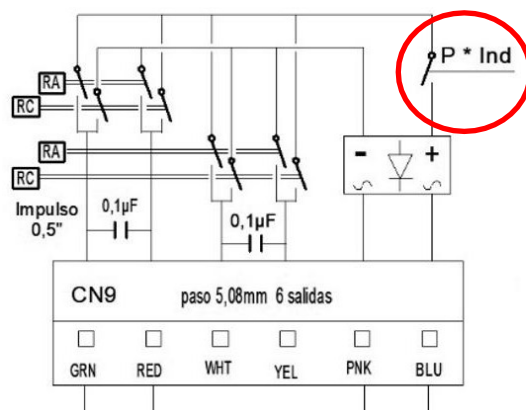 P * Ind
RA
RC
RA
RC
- +
Impulso
0,5"
0,1µF
0,1µF
CN9 paso 5,08mm 6 salidas
GRN RED WHT YEL PNK BLU